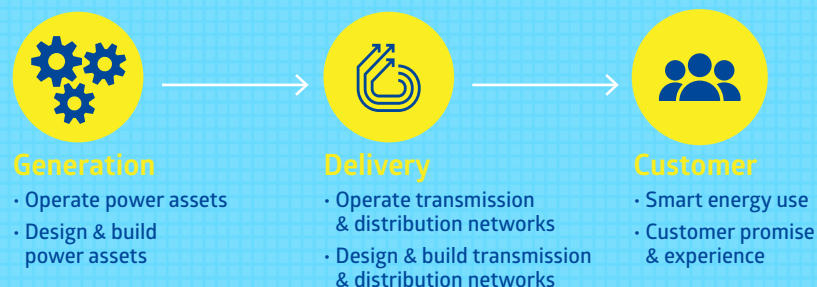 Generation
· Operate power assets
· Design & build
power assets
Delivery
· Operate transmission
& distribution networks
· Design & build transmission
& distribution networks
Customer
· Smart energy use
· Customer promise
& experience